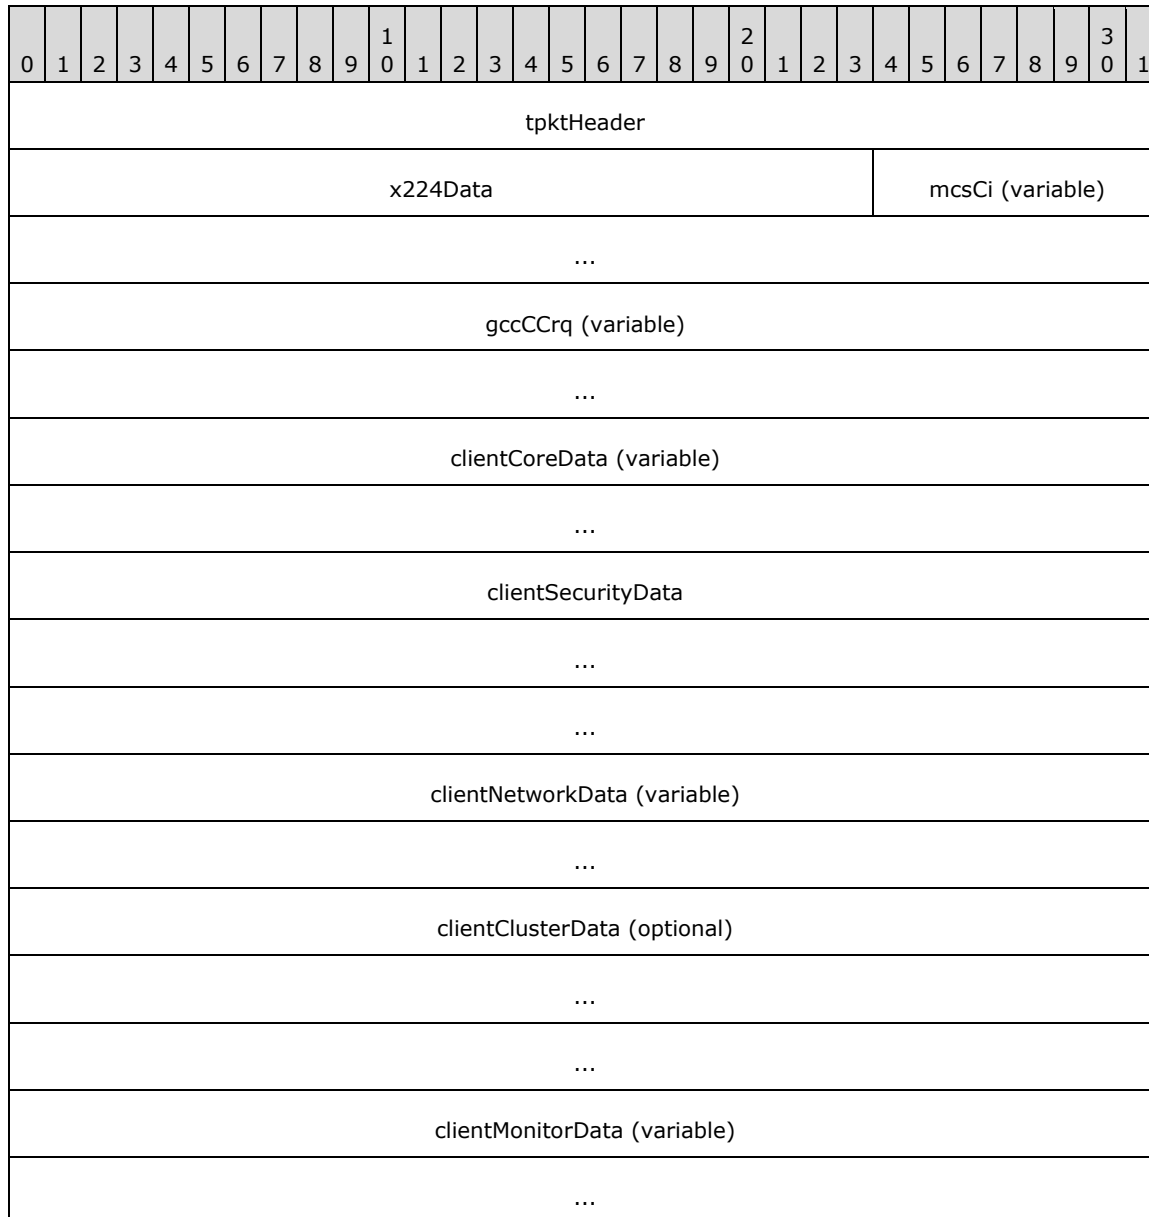 1 2 3
0 1 2 3 4 5 6 7 8 9 0 1 2 3 4 5 6 7 8 9 0 1 2 3 4 5 6 7 8 9 0 1
tpktHeader
x224Data mcsCi (variable)
...
gccCCrq (variable)
...
clientCoreData (variable)
...
clientSecurityData
...
...
clientNetworkData (variable)
...
clientClusterData (optional)
...
...
clientMonitorData (variable)
...